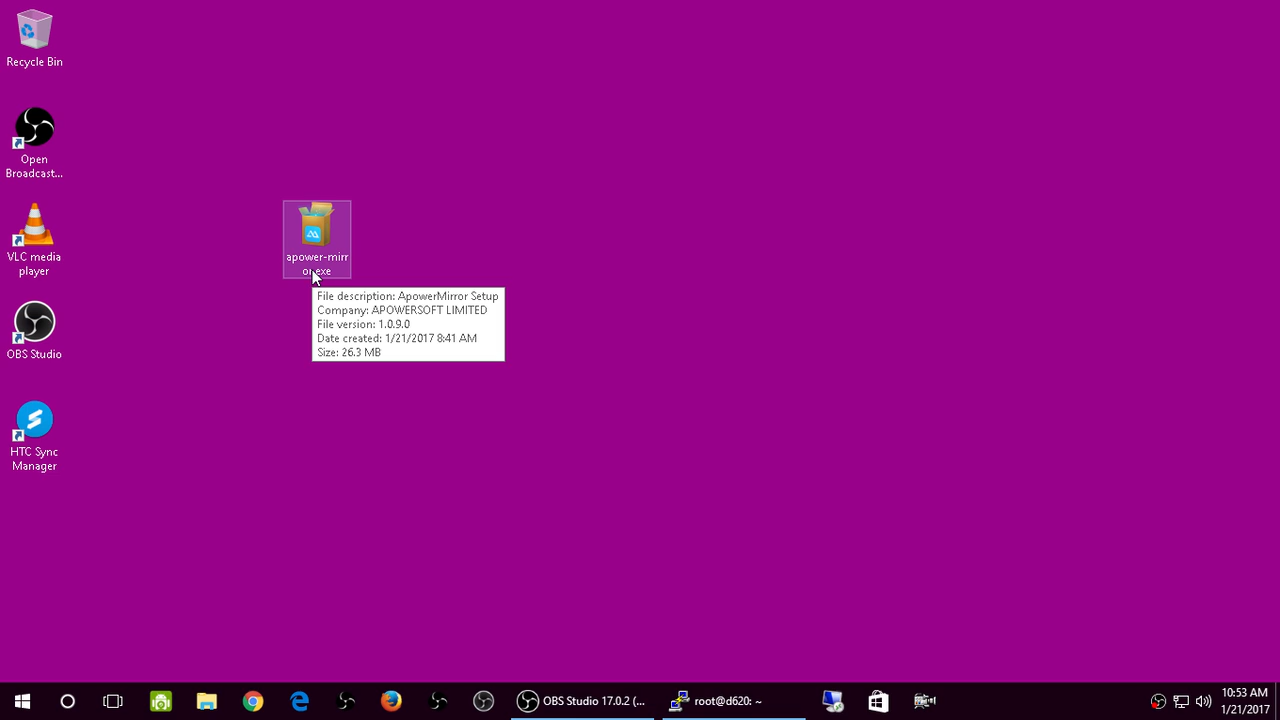 Recycle Bin
Open
Broadcast...
VLC media
player
OBS Studio
HTC Sync
Manager
apower-mirr
or.exe
File description: ApowerMirror Setup
Company: APOWERSOFT LIMITED
File version: 1.0.9.0
Date created: 1/21/2017 8:41 AM
Size: 26.3 MB
OBS Studio 17.0.2 (...
root@d620: ~
10:53 AM
1/21/2017